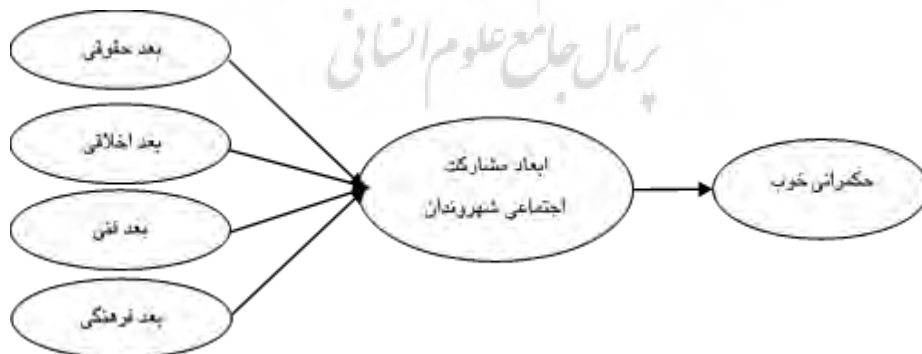 پرتال جامع علوم انسانی
بعد حقوقی
بعد اخلاقی
بعد فنی
بعد فرهنگی
ابعاد مشارکت
اجتماعی شهروندان
حکمرانی خوب